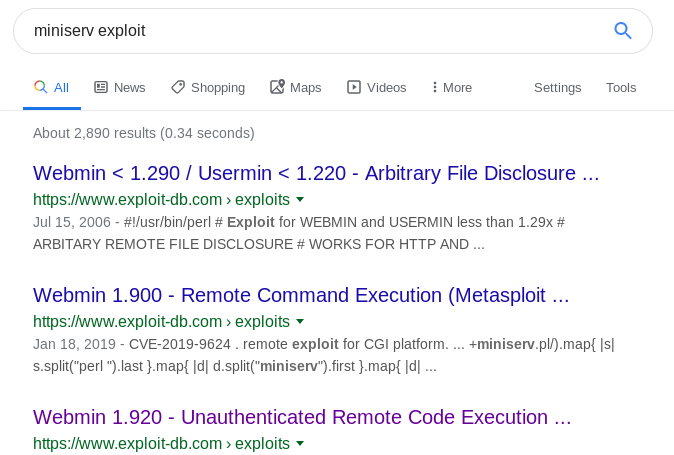 miniserv exploit
All News Shopping Maps Videos More Settings Tools
About 2,890 results (0.34 seconds)
Webmin < 1.290 / Usermin < 1.220 - Arbitrary File Disclosure ...
https://www.exploit-db.com › exploits
Jul 15, 2006 - #!/usr/bin/perl # Exploit for WEBMIN and USERMIN less than 1.29x #
ARBITARY REMOTE FILE DISCLOSURE # WORKS FOR HTTP AND ...
Webmin 1.900 - Remote Command Execution (Metasploit ...
https://www.exploit-db.com › exploits
Jan 18, 2019 - CVE-2019-9624 . remote exploit for CGI platform. ... +miniserv.pl/).map{ |s|
s.split("perl ").last }.map{ |d| d.split("miniserv").first }.map{ |d| ...
Webmin 1.920 - Unauthenticated Remote Code Execution ...
https://www.exploit-db.com › exploits